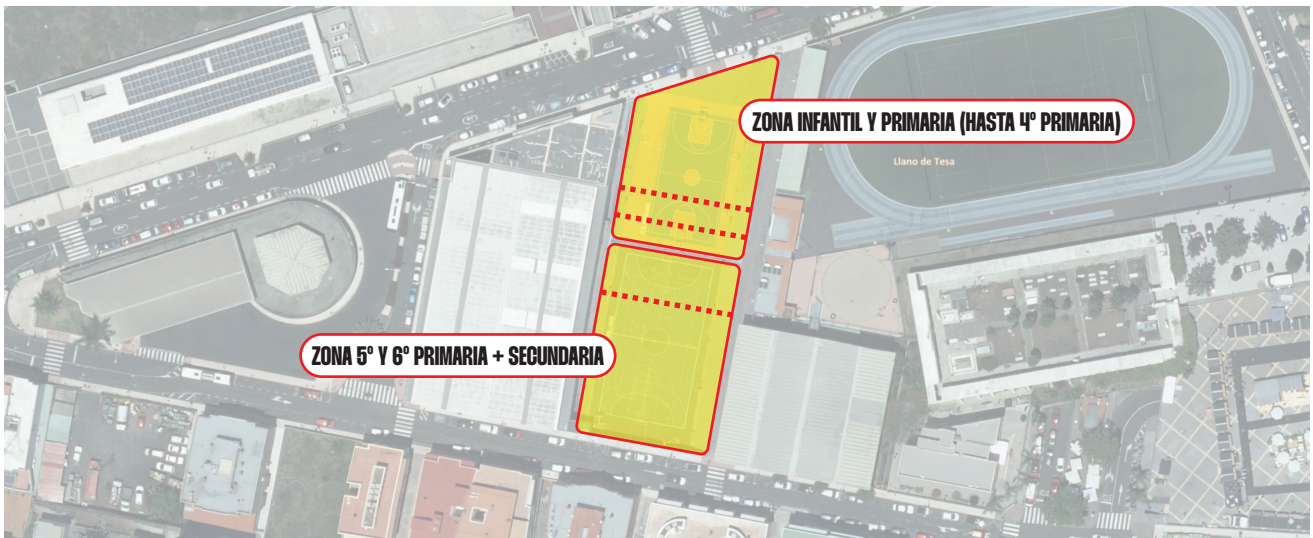 ZONA INFANTIL Y PRIMARIA (HASTA 4º PRIMARIA)
Llano de Tesa
ZONA 5º Y 6º PRIMARIA + SECUNDARIA